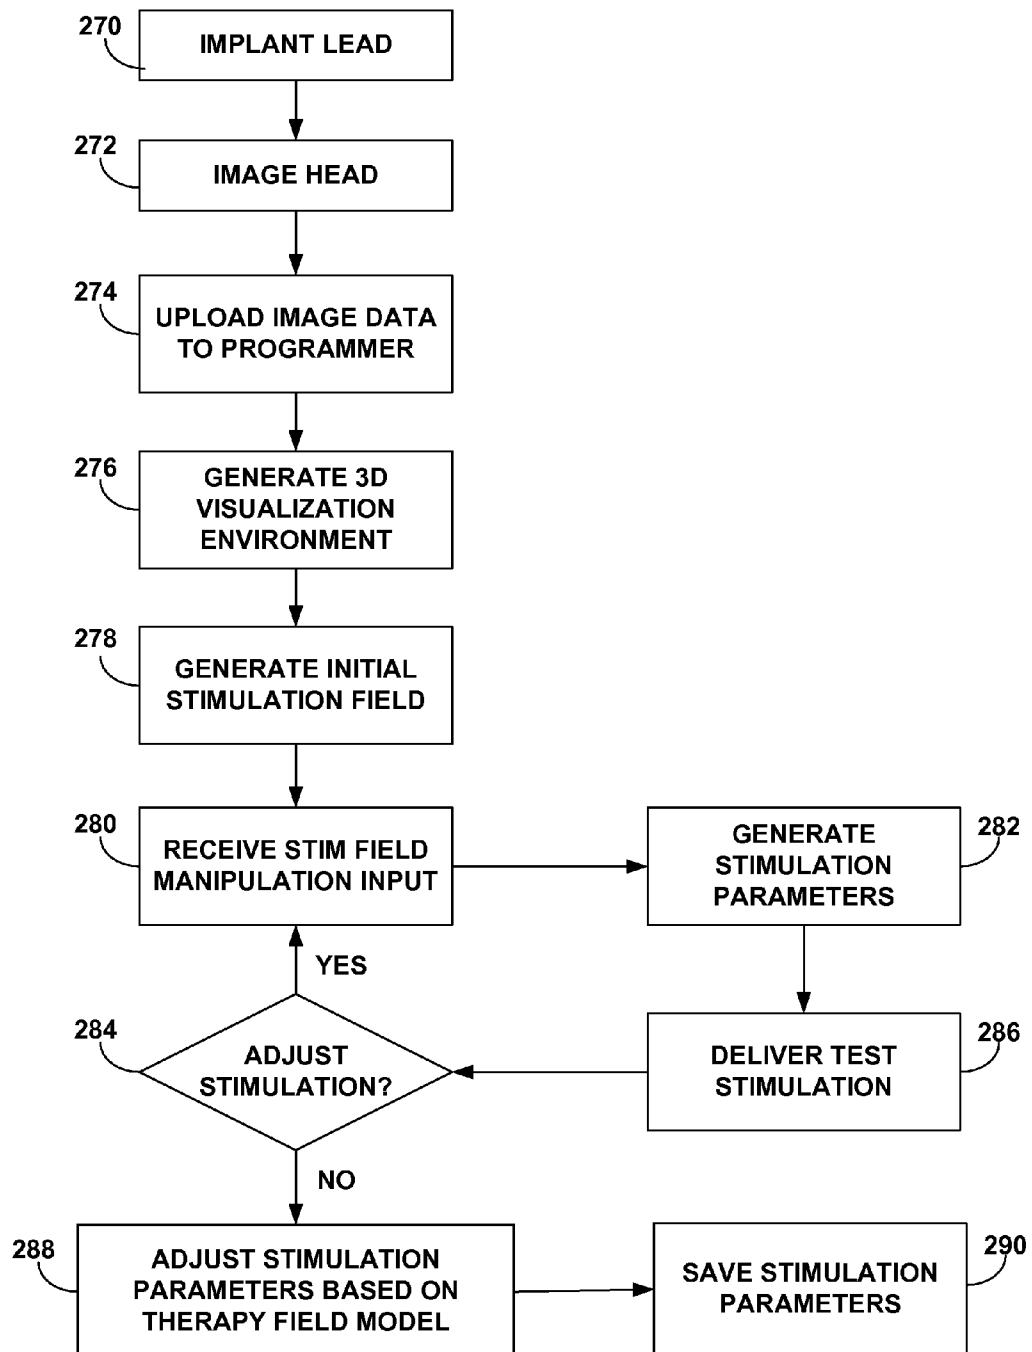 270
IMPLANT LEAD
272
IMAGE HEAD
274
UPLOAD IMAGE DATA
TO PROGRAMMER
276
GENERATE 3D
VISUALIZATION
ENVIRONMENT
278
GENERATE INITIAL
STIMULATION FIELD
280
RECEIVE STIM FIELD
MANIPULATION INPUT
GENERATE
STIMULATION
PARAMETERS
282
YES
284
ADJUST
STIMULATION?
DELIVER TEST
STIMULATION
286
NO
288
ADJUST STIMULATION
PARAMETERS BASED ON
THERAPY FIELD MODEL
SAVE STIMULATION
PARAMETERS
290